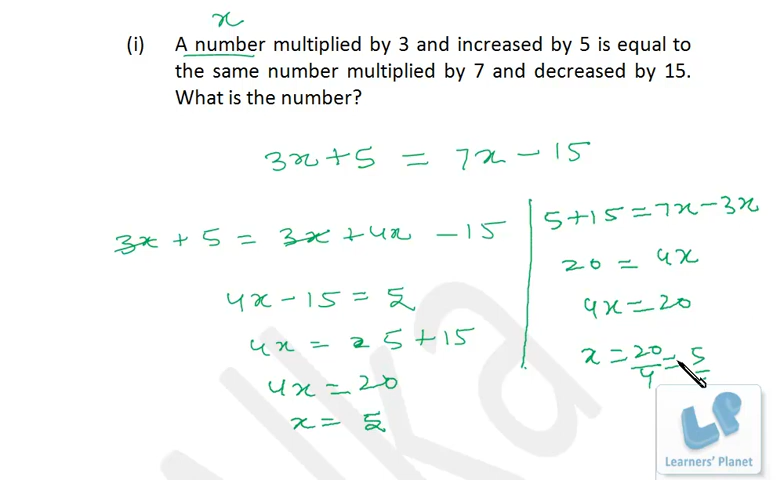 x
(i) A number multiplied by 3 and increased by 5 is equal to
the same number multiplied by 7 and decreased by 15.
What is the number?
3x+5 = 7x-15
3x + 5 = 3x + 4x - 15
4x - 15 = 5
4x = 5 + 15
4x = 20
x = 5
5+15 = 7x-3x
20 = 4x
4x = 20
x = 20/4 = 5
Alka
LP
Learners' Planet